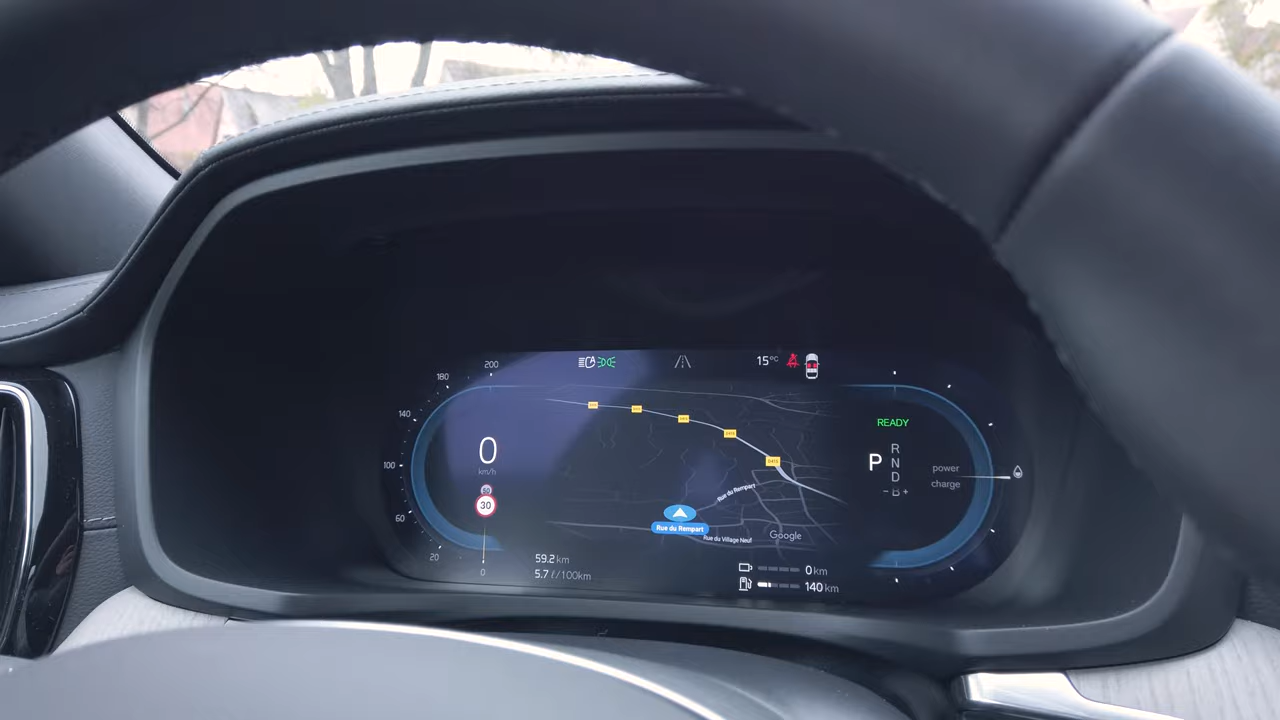 200
180
140
100
60
20
0
15°C
0
km/h
30
READY
P
R
N
D
- B +
power
charge
Rue du Rempart
Rue du Rempart
Rue du Village Neuf
Google
59.2 km
5.7 ℓ/100km
0 km
140 km